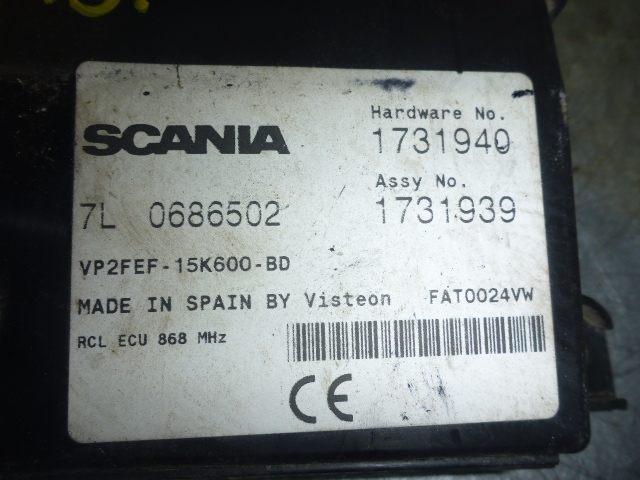 SCANIA
Hardware No.
1731940
Assy No.
1731939
7L 0686502
VP2FEF-15K600-BD
MADE IN SPAIN BY Visteon FAT0024VW
RCL ECU 868 MHz
CE